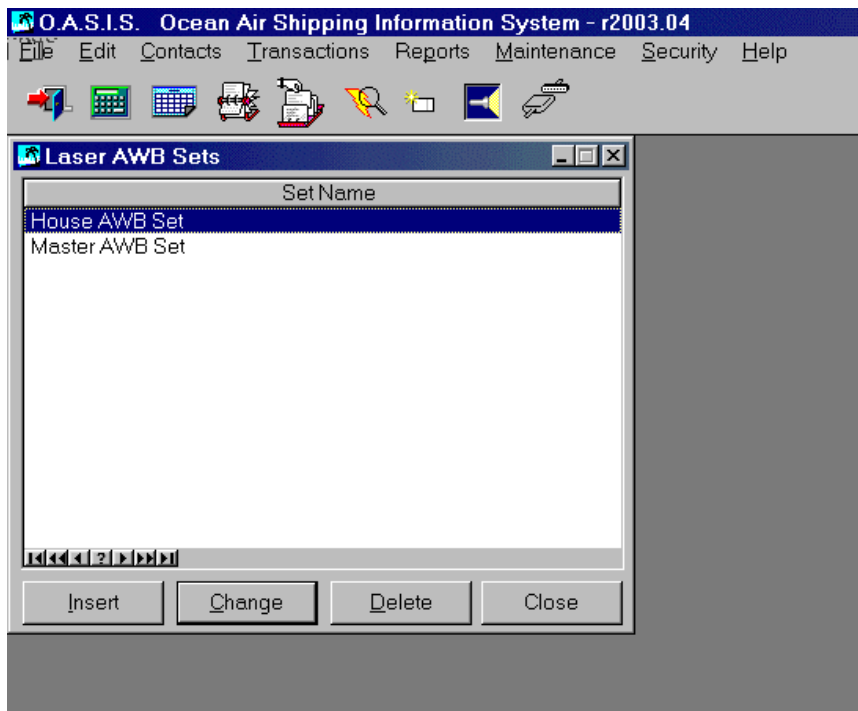 O.A.S.I.S. Ocean Air Shipping Information System - r2003.04
File Edit Contacts Transactions Reports Maintenance Security Help
Laser AWB Sets
Set Name
House AWB Set
Master AWB Set
?
Insert Change Delete Close